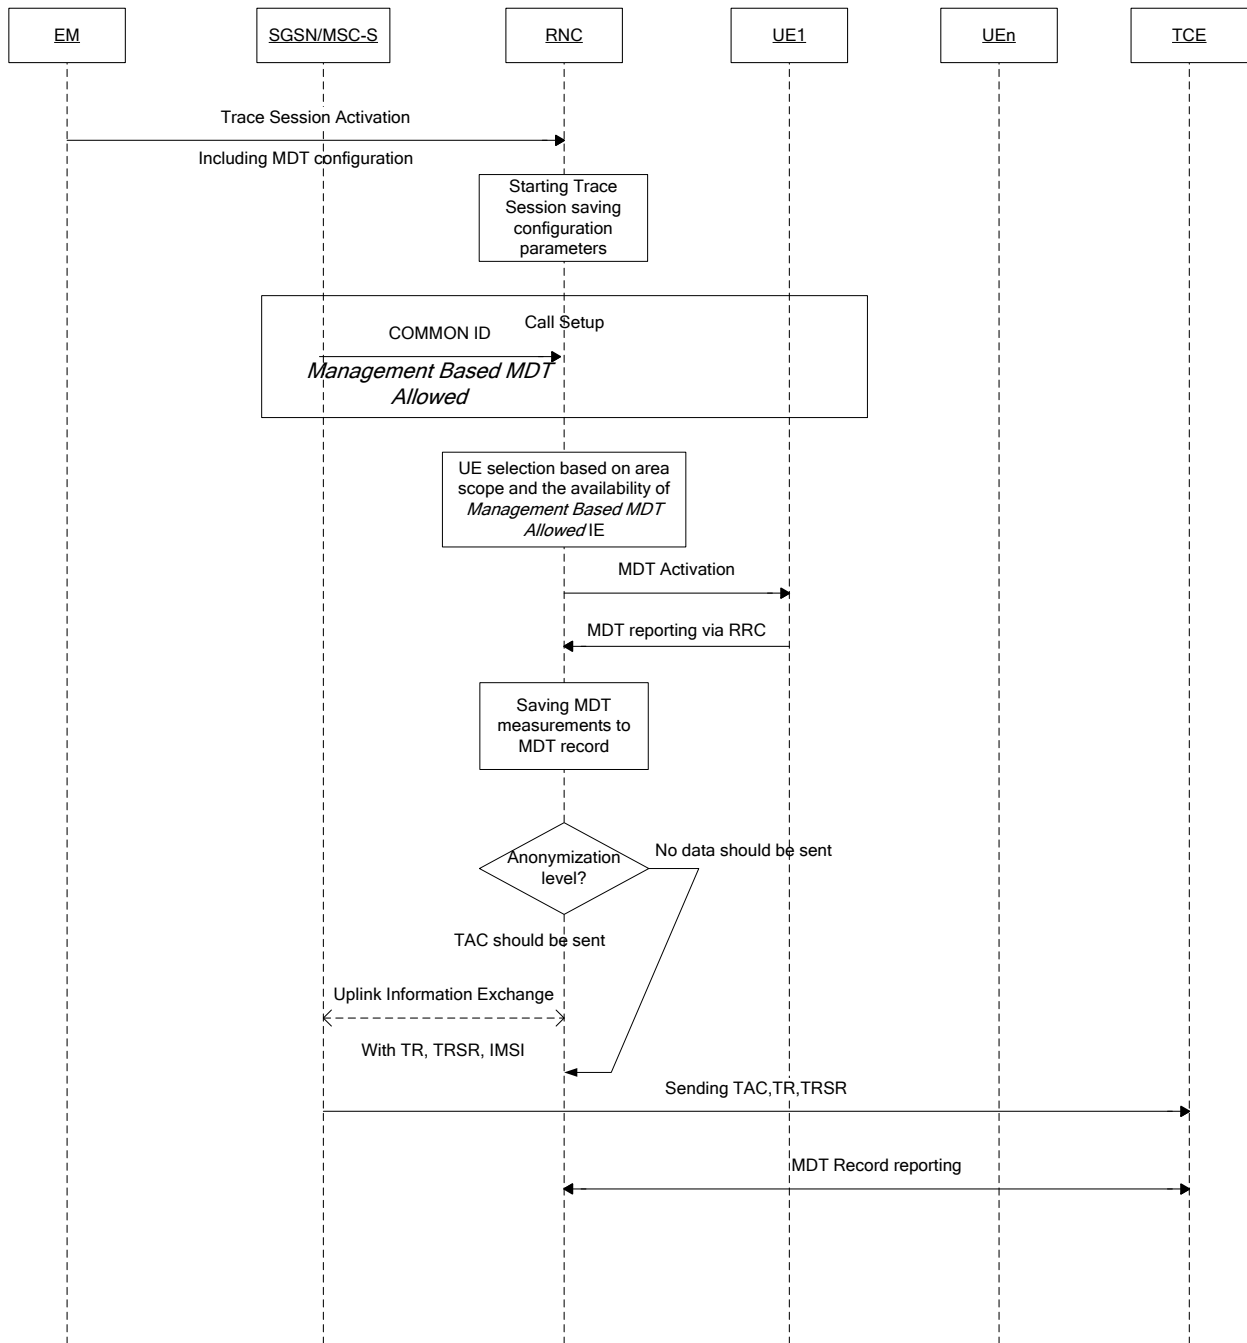 EM
SGSN/MSC-S
RNC
UE1
UEn
TCE
Trace Session Activation
Including MDT configuration
Starting Trace
Session saving
configuration
parameters
Call Setup
COMMON ID
Management Based MDT
Allowed
UE selection based on area
scope and the availability of
Management Based MDT
Allowed IE
MDT Activation
MDT reporting via RRC
Saving MDT
measurements to
MDT record
Anonymization
level?
No data should be sent
TAC should be sent
Uplink Information Exchange
With TR, TRSR, IMSI
Sending TAC,TR,TRSR
MDT Record reporting